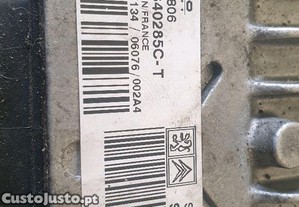 806
40285C-T
N FRANCE
134 / 06076 / 002A4
CustoJusto.pt